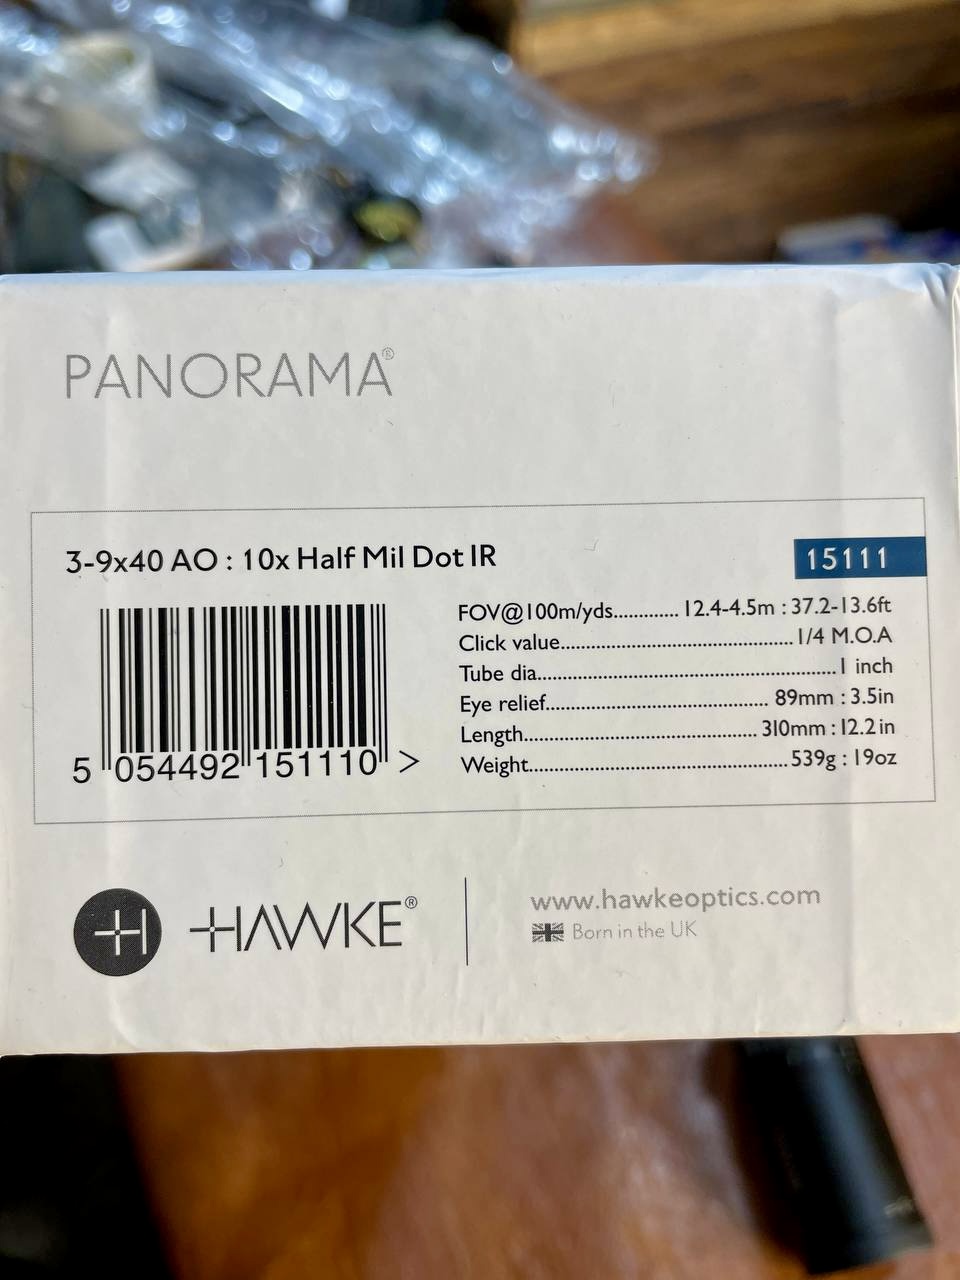 PANORAMA®
3-9x40 AO : 10x Half Mil Dot IR
15111
FOV@100m/yds............ 12.4-4.5m : 37.2-13.6ft
Click value............................................ 1/4 M.O.A
Tube dia........................................................ 1 inch
Eye relief.......................................... 89mm : 3.5in
Length............................................ 310mm : 12.2in
Weight.................................................. 539g : 19oz
5 054492 151110 >
HAWKE®
www.hawkeoptics.com
Born in the UK